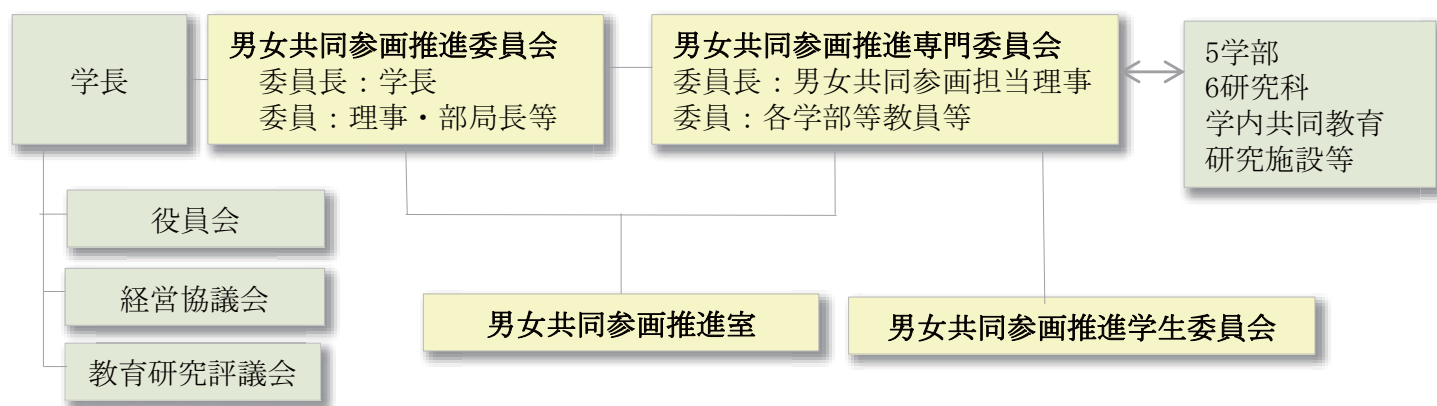 学長
男女共同参画推進委員会
委員長：学長
委員：理事・部局長等
男女共同参画推進専門委員会
委員長：男女共同参画担当理事
委員：各学部等教員等
5学部
6研究科
学内共同教育
研究施設等
役員会
経営協議会
教育研究評議会
男女共同参画推進室
男女共同参画推進学生委員会